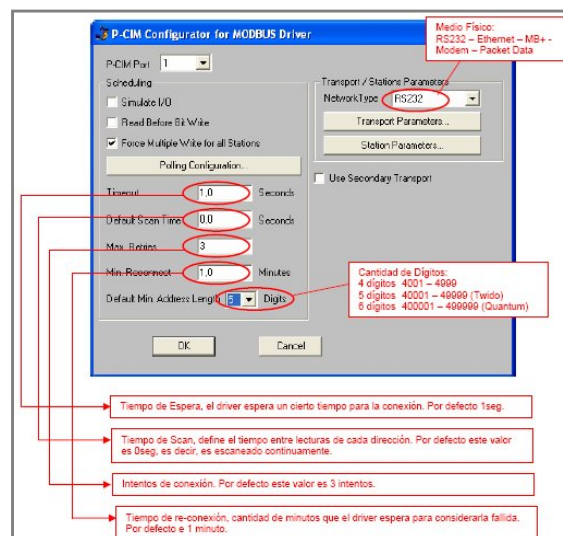 P-CIM Configurator for MODBUS Driver
Medio Físico:
RS232 – Ethernet – MB+ -
Modem – Packet Data
P-CIM Port 1
Scheduling
Simulate I/O
Read Before Bit Write
Force Multiple Write for all Stations
Polling Configuration...
Timeout 1,0 Seconds
Default Scan Time 0,0 Seconds
Max. Retries 3
Min. Reconnect 1,0 Minutes
Default Min. Address Length 6 Digits
Transport / Stations Parameters
NetworkType RS232
Transport Parameters...
Station Parameters...
Use Secondary Transport
Cantidad de Dígitos:
4 dígitos 4001 – 4999
5 dígitos 40001 – 49999 (Twido)
6 dígitos 400001 – 499999 (Quantum)
OK
Cancel
Tiempo de Espera, el driver espera un cierto tiempo para la conexión. Por defecto 1seg.
Tiempo de Scan, define el tiempo entre lecturas de cada dirección. Por defecto este valor
es 0seg, es decir, es escaneado continuamente.
Intentos de conexión. Por defecto este valor es 3 intentos.
Tiempo de re-conexión, cantidad de minutos que el driver espera para considerarla fallida.
Por defecto e 1 minuto.